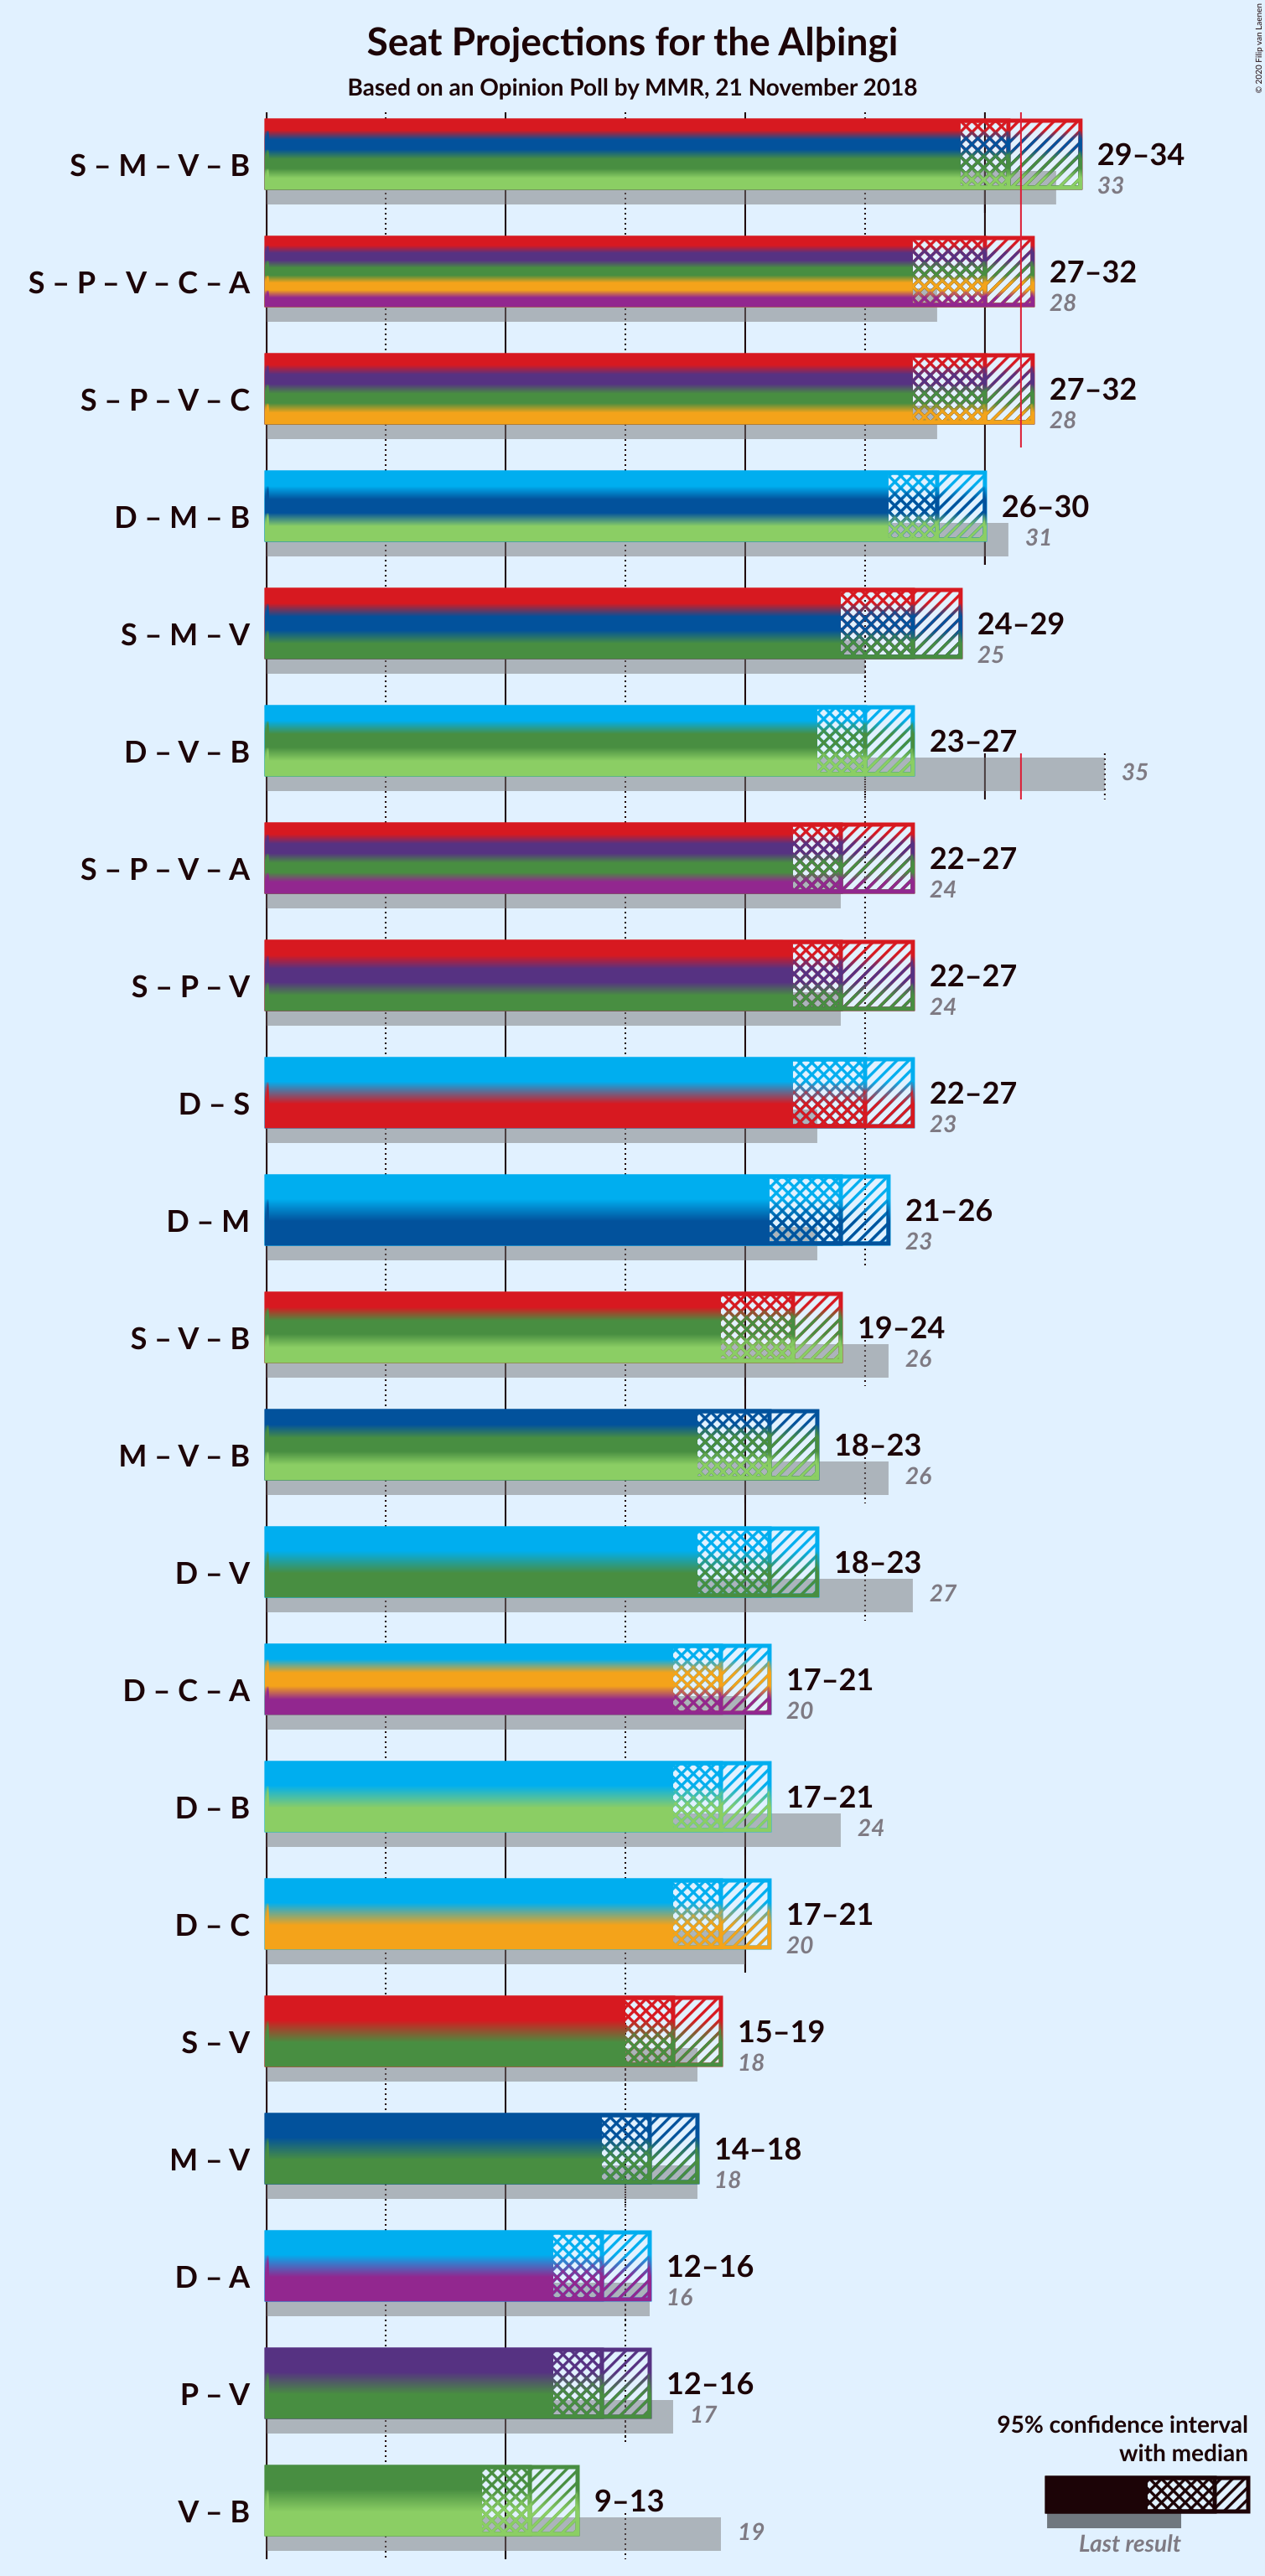 Seat Projections for the Alþingi
Based on an Opinion Poll by MMR, 21 November 2018
© 2020 Filip van Laenen
S – M – V – B
29–34
33
S – P – V – C – A
27–32
28
S – P – V – C
27–32
28
D – M – B
26–30
31
S – M – V
24–29
25
D – V – B
23–27
35
S – P – V – A
22–27
24
S – P – V
22–27
24
D – S
22–27
23
D – M
21–26
23
S – V – B
19–24
26
M – V – B
18–23
26
D – V
18–23
27
D – C – A
17–21
20
D – B
17–21
24
D – C
17–21
20
S – V
15–19
18
M – V
14–18
18
D – A
12–16
16
P – V
12–16
17
V – B
9–13
19
95% confidence interval
with median
Last result